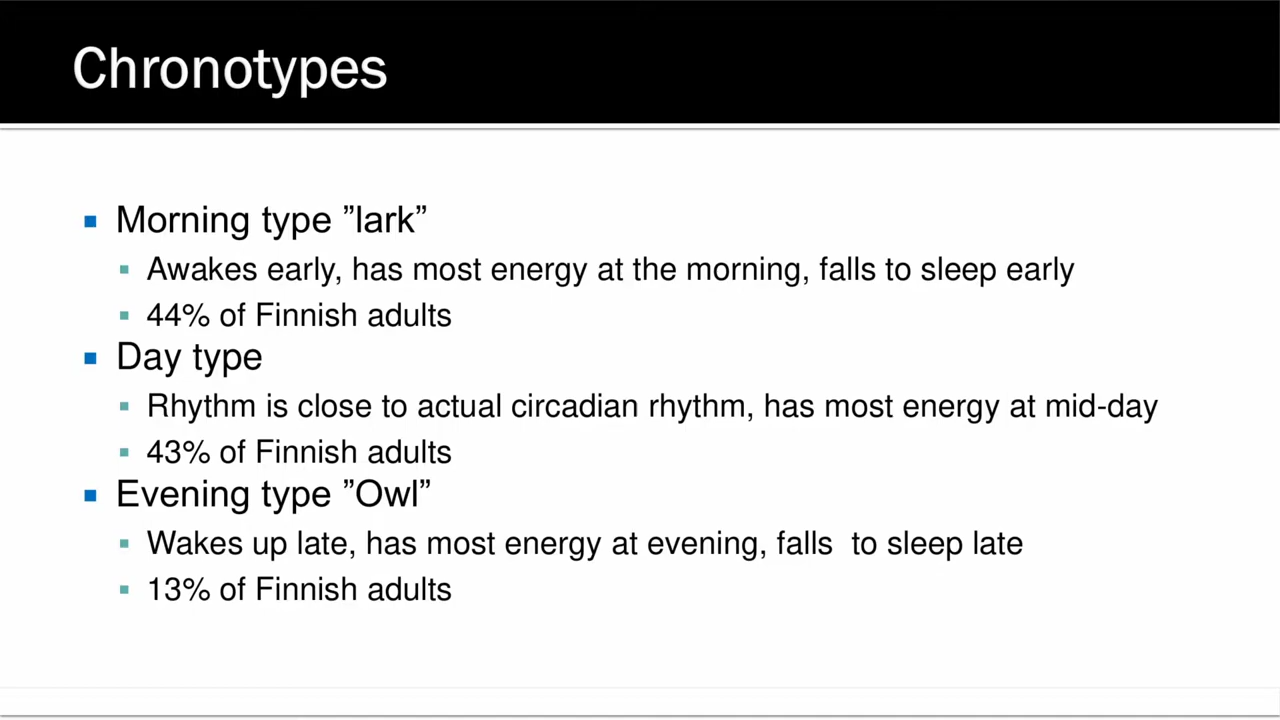 Chronotypes
Morning type ”lark”
Awakes early, has most energy at the morning, falls to sleep early
44% of Finnish adults
Day type
Rhythm is close to actual circadian rhythm, has most energy at mid-day
43% of Finnish adults
Evening type ”Owl”
Wakes up late, has most energy at evening, falls  to sleep late
13% of Finnish adults